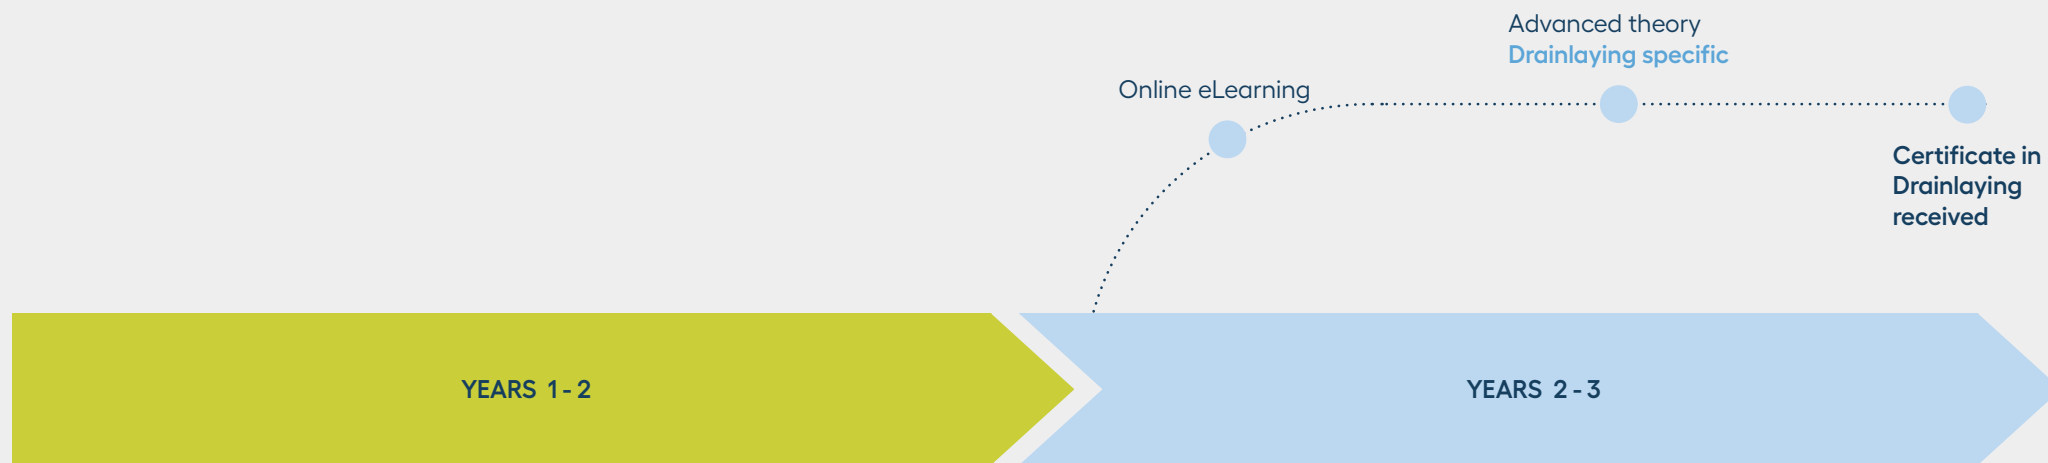 Advanced theory
Drainlaying specific
Online eLearning
Certificate in
Drainlaying
received
YEARS 1 - 2
YEARS 2 - 3